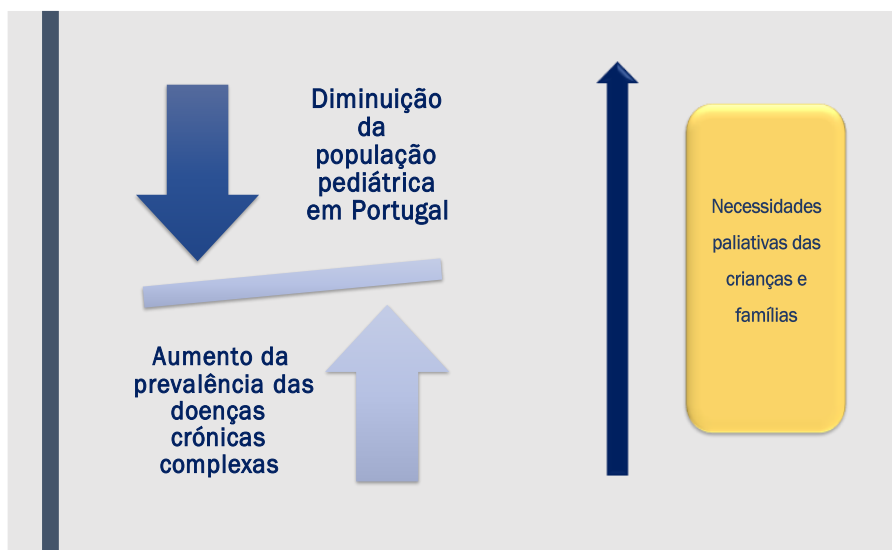 Diminuição
da
população
pediátrica
em Portugal
Aumento da
prevalência das
doenças
crónicas
complexas
Necessidades
paliativas das
crianças e
famílias